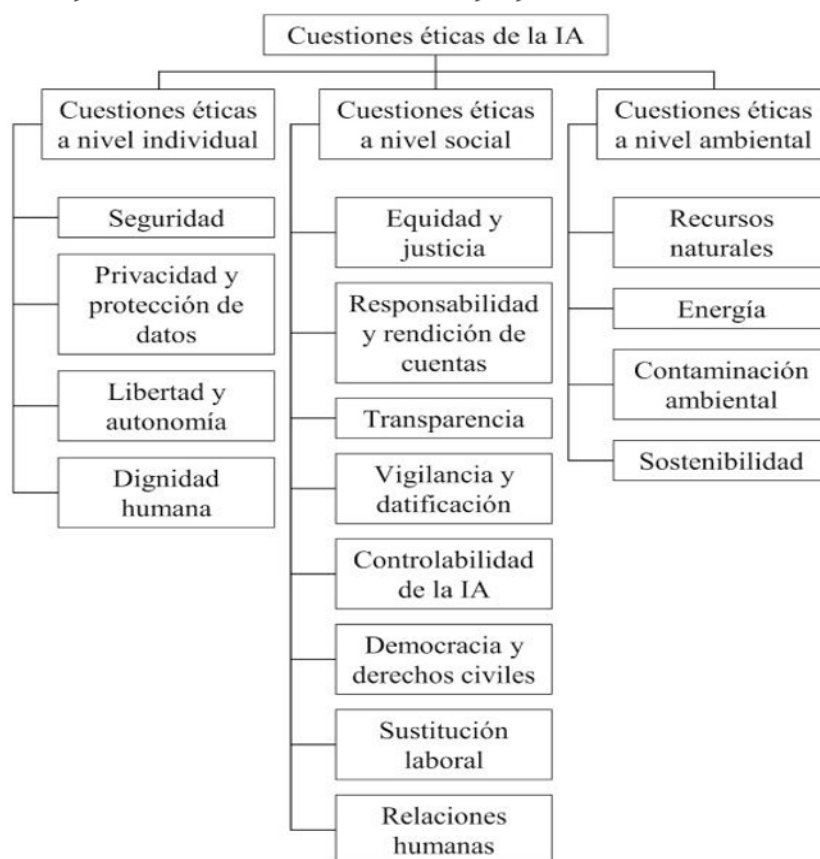 Cuestiones éticas de la IA
Cuestiones éticas
a nivel individual
Seguridad
Privacidad y
protección de
datos
Libertad y
autonomía
Dignidad
humana
Cuestiones éticas
a nivel social
Equidad y
justicia
Responsabilidad
y rendición de
cuentas
Transparencia
Vigilancia y
datificación
Controlabilidad
de la IA
Democracia y
derechos civiles
Sustitución
laboral
Relaciones
humanas
Cuestiones éticas
a nivel ambiental
Recursos
naturales
Energía
Contaminación
ambiental
Sostenibilidad